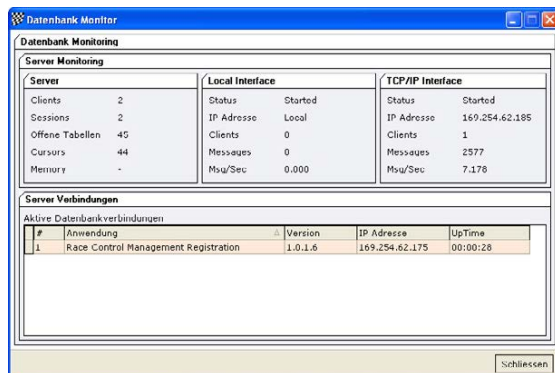 Datenbank Monitor
Datenbank Monitoring
Server Monitoring
Server
Clients 2
Sessions 2
Offene Tabellen 45
Cursors 44
Memory -
Local Interface
Status Started
IP Adresse Local
Clients 0
Messages 0
Msg/Sec 0.000
TCP/IP Interface
Status Started
IP Adresse 169.254.62.185
Clients 1
Messages 2577
Msg/Sec 7.178
Server Verbindungen
Aktive Datenbankverbindungen
# Anwendung Version IP Adresse UpTime
1 Race Control Management Registration 1.0.1.6 169.254.62.175 00:00:28
Schliessen